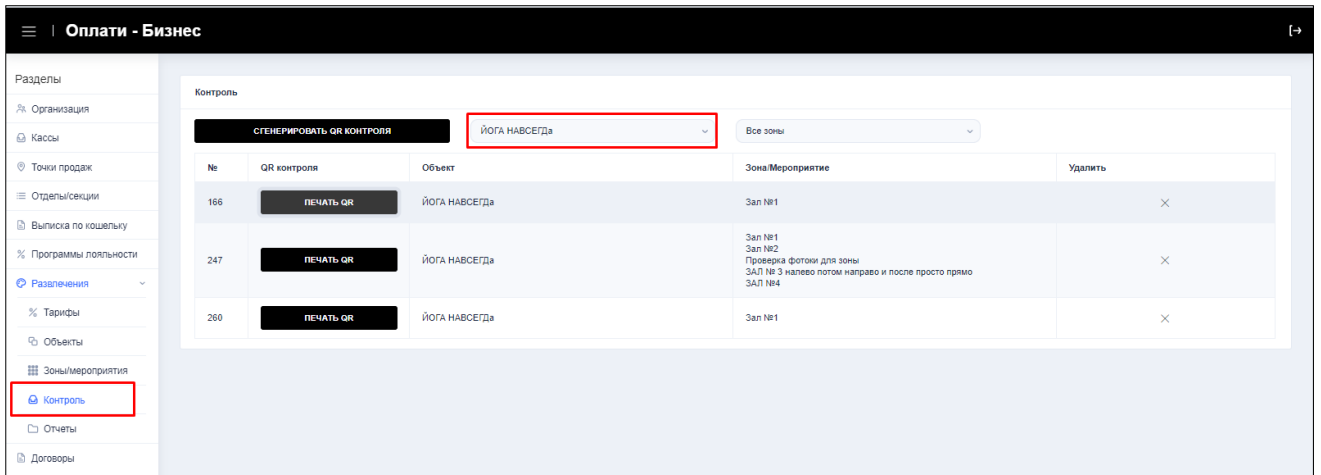 Оплати - Бизнес
Разделы
Организация
Кассы
Точки продаж
Отделы/секции
Выписка по кошельку
Программы лояльности
Развлечения
Тарифы
Объекты
Зоны/мероприятия
Контроль
Отчеты
Договоры
Контроль
СГЕНЕРИРОВАТЬ QR КОНТРОЛЯ ЙОГА НАВСЕГДа Все зоны
№ QR контроля Объект Зона/Мероприятие Удалить
166 ПЕЧАТЬ QR ЙОГА НАВСЕГДа Зал №1
247 ПЕЧАТЬ QR ЙОГА НАВСЕГДа
Зал №1
Зал №2
Проверка фотоки для зоны
ЗАЛ № 3 налево потом направо и после просто прямо
ЗАЛ №4
260 ПЕЧАТЬ QR ЙОГА НАВСЕГДа Зал №1